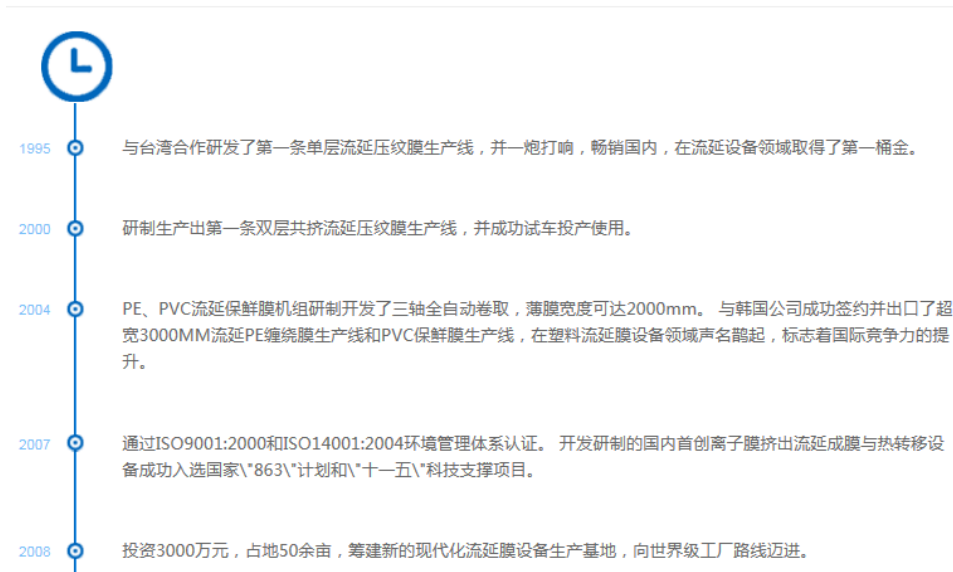 1995 与台湾合作研发了第一条单层流延压纹膜生产线，并一炮打响，畅销国内，在流延设备领域取得了第一桶金。
2000 研制生产出第一条双层共挤流延压纹膜生产线，并成功试车投产使用。
2004 PE、PVC流延保鲜膜机组研制开发了三轴全自动卷取，薄膜宽度可达2000mm。 与韩国公司成功签约并出口了超
宽3000MM流延PE缠绕膜生产线和PVC保鲜膜生产线，在塑料流延膜设备领域声名鹊起，标志着国际竞争力的提
升。
2007 通过ISO9001:2000和ISO14001:2004环境管理体系认证。 开发研制的国内首创离子膜挤出流延成膜与热转移设
备成功入选国家\"863\"计划和\"十一五\"科技支撑项目。
2008 投资3000万元，占地50余亩，筹建新的现代化流延膜设备生产基地，向世界级工厂路线迈进。